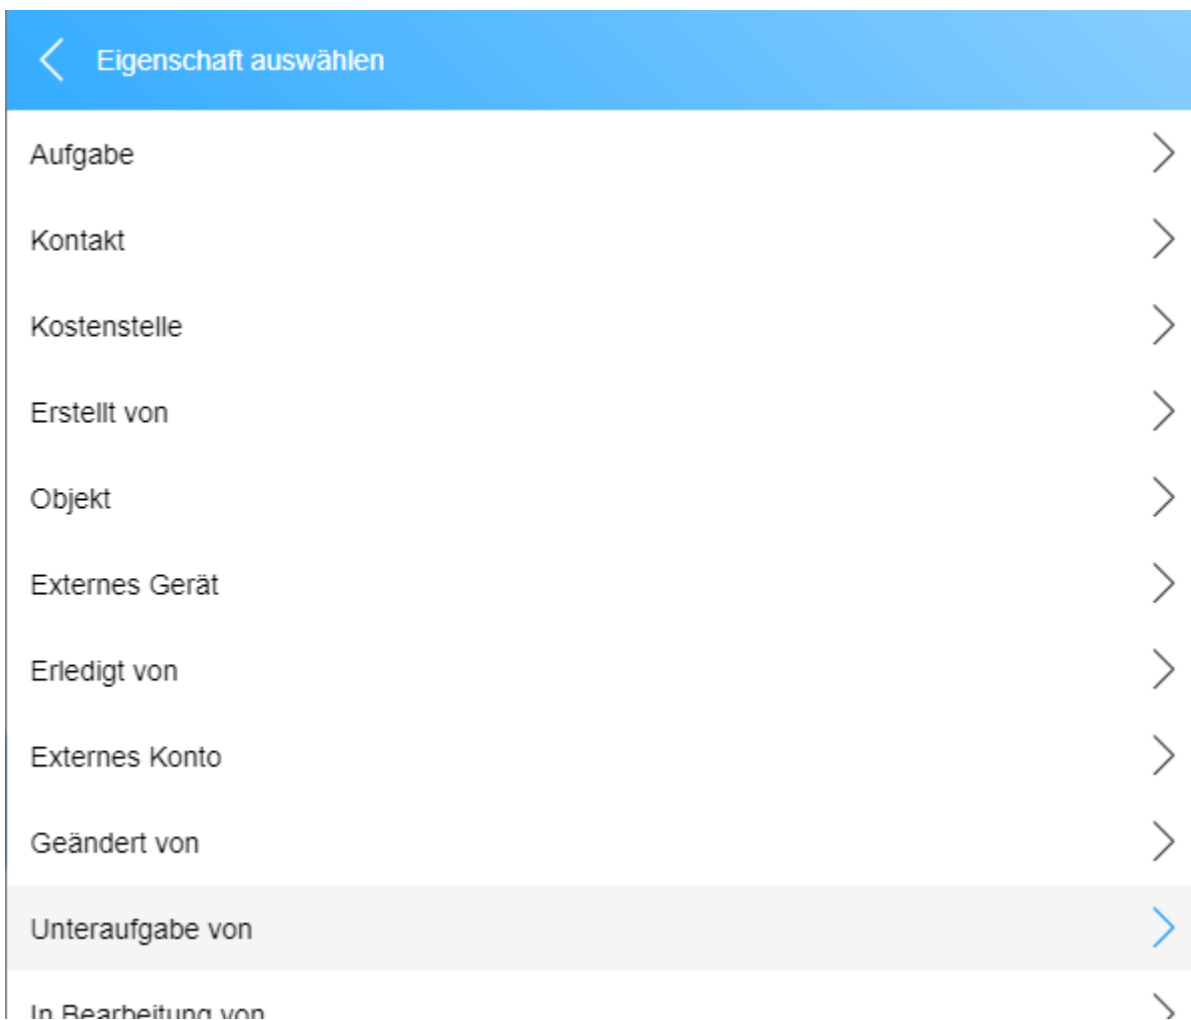 Eigenschaft auswählen
Aufgabe
Kontakt
Kostenstelle
Erstellt von
Objekt
Externes Gerät
Erledigt von
Externes Konto
Geändert von
Unteraufgabe von
In Bearbeitung von